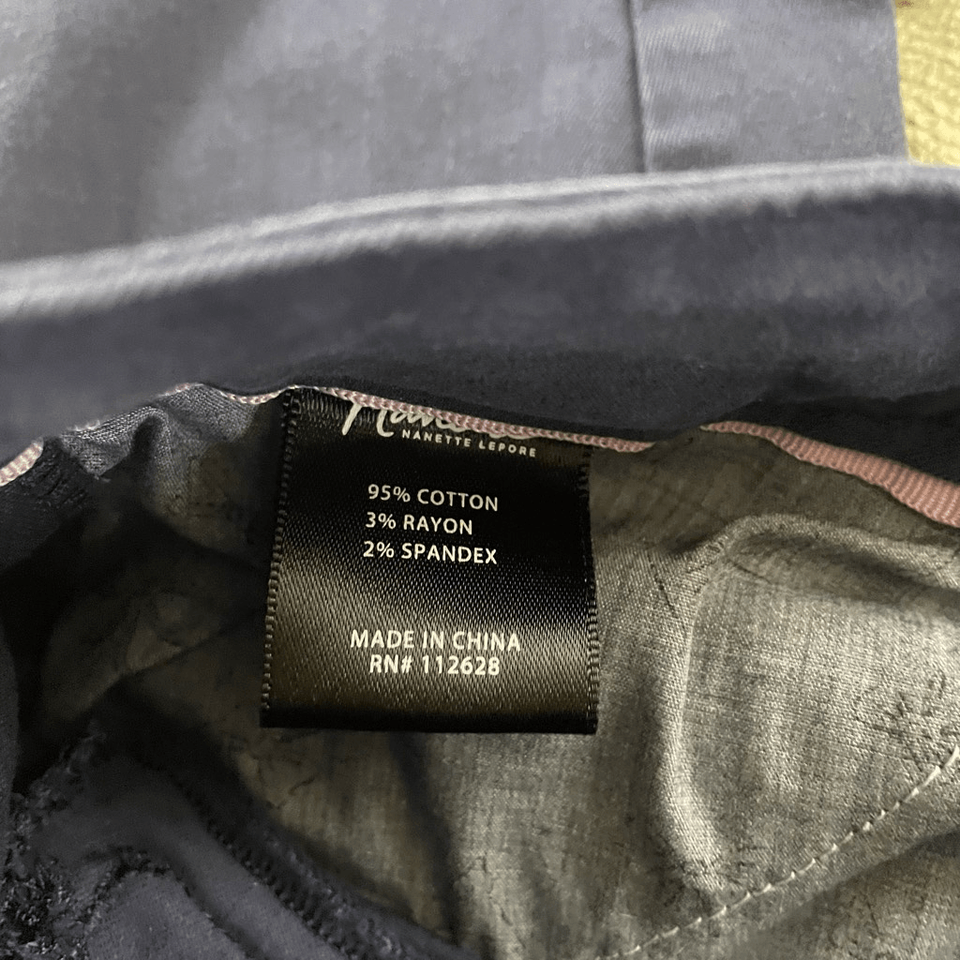 NANETTE LEPORE
95% COTTON
3% RAYON
2% SPANDEX
MADE IN CHINA
RN# 112628